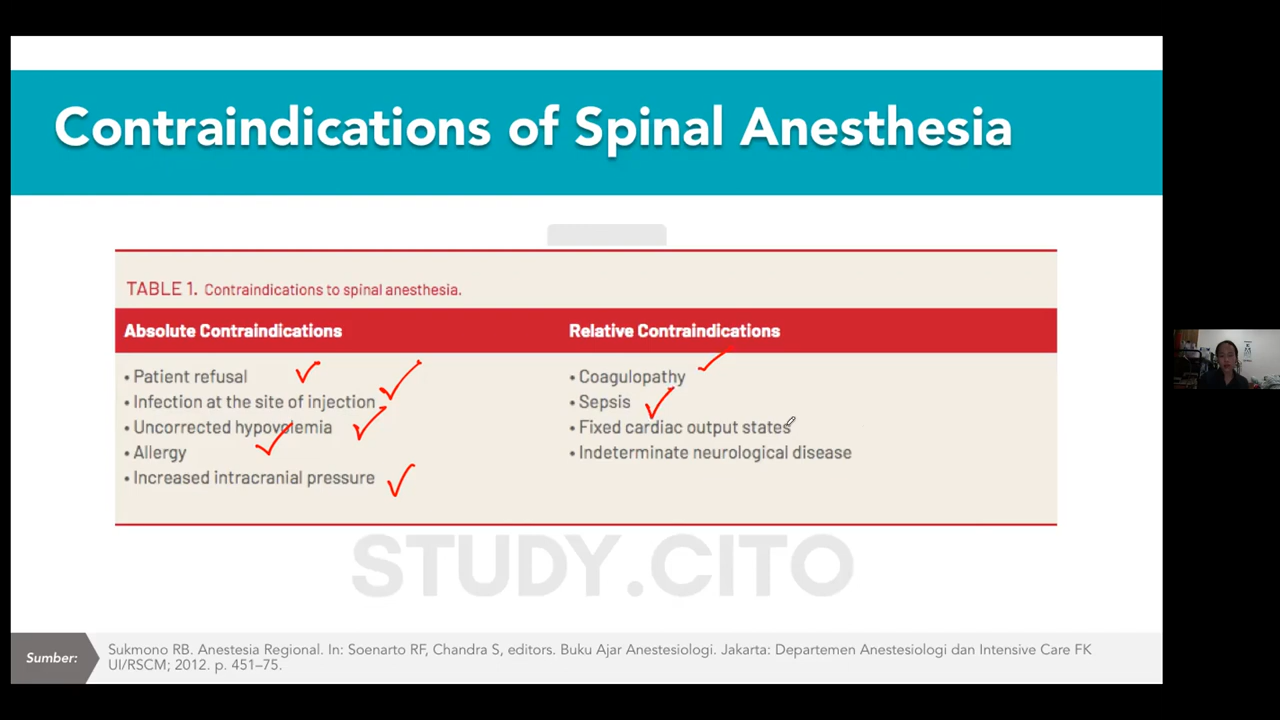 Contraindications of Spinal Anesthesia
TABLE 1. Contraindications to spinal anesthesia.
Absolute Contraindications
• Patient refusal
• Infection at the site of injection
• Uncorrected hypovolemia
• Allergy
• Increased intracranial pressure
Relative Contraindications
• Coagulopathy
• Sepsis
• Fixed cardiac output states
• Indeterminate neurological disease
STUDY.CITO
Sumber:
Sukmono RB. Anestesia Regional. In: Soenarto RF, Chandra S, editors. Buku Ajar Anestesiologi. Jakarta: Departemen Anestesiologi dan Intensive Care FK
UI/RSCM; 2012. p. 451–75.